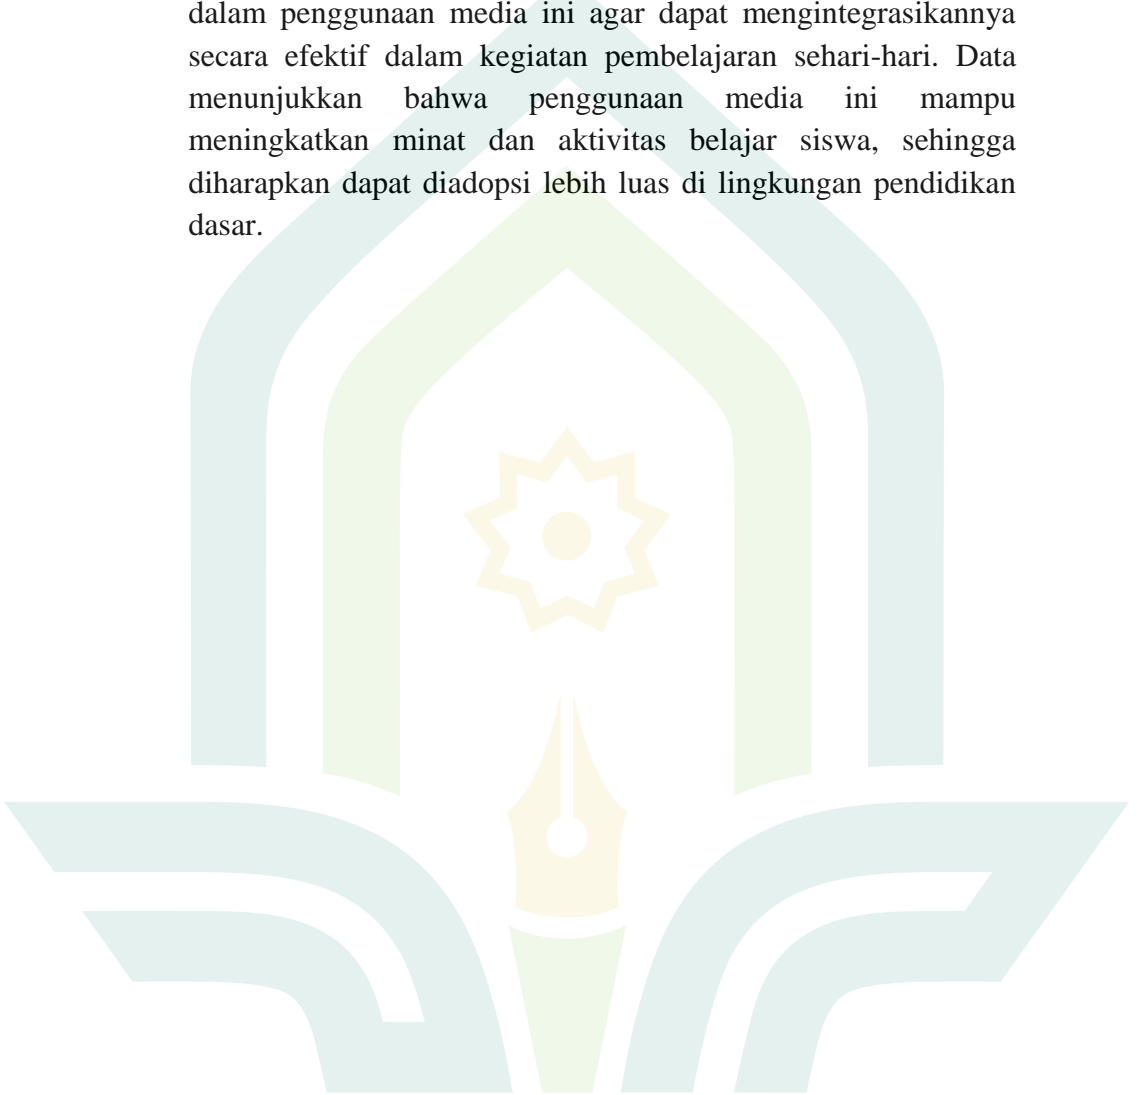 dalam penggunaan media ini agar dapat mengintegrasikannya
secara efektif dalam kegiatan pembelajaran sehari-hari. Data
menunjukkan bahwa penggunaan media ini mampu
meningkatkan minat dan aktivitas belajar siswa, sehingga
diharapkan dapat diadopsi lebih luas di lingkungan pendidikan
dasar.